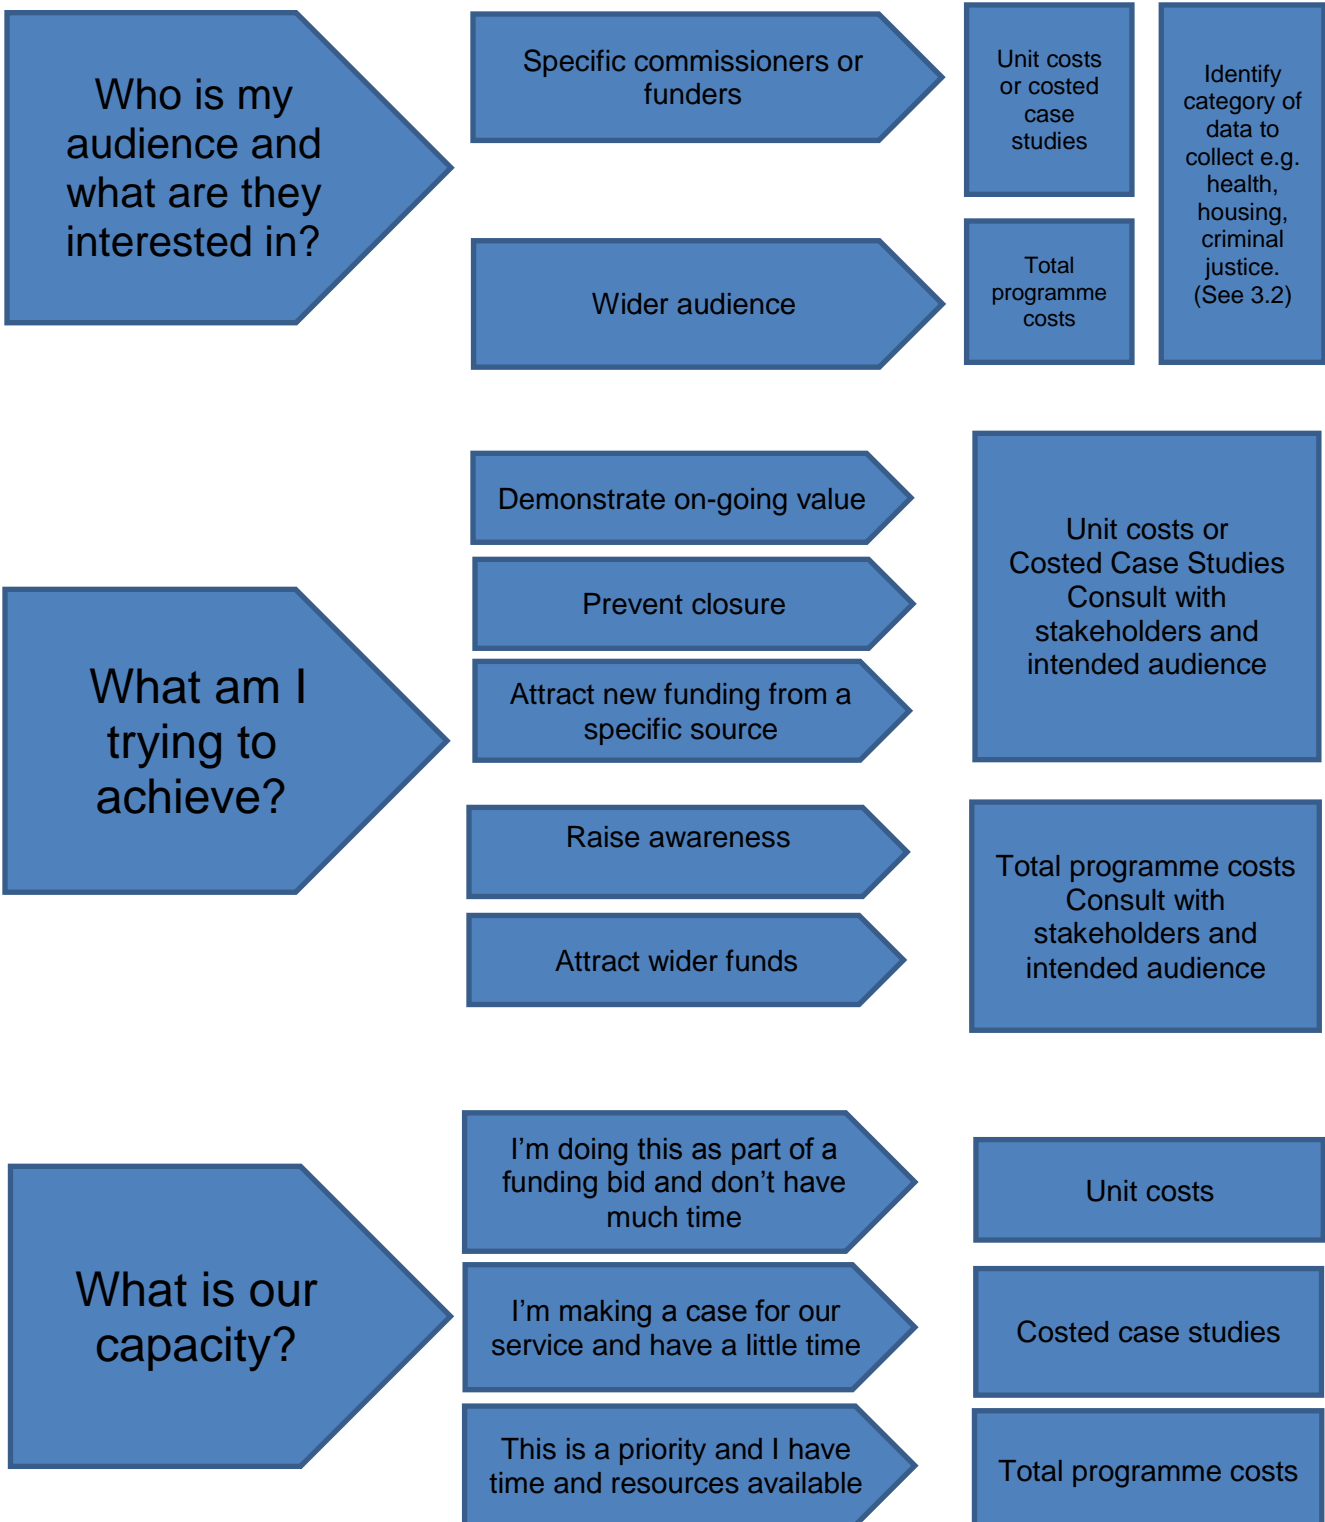 Who is my
audience and
what are they
interested in?
Specific commissioners or
funders
Unit costs
or costed
case
studies
Identify
category of
data to
collect e.g.
health,
housing,
criminal
justice.
(See 3.2)
Wider audience
Total
programme
costs
What am I
trying to
achieve?
Demonstrate on-going value
Prevent closure
Attract new funding from a
specific source
Unit costs or
Costed Case Studies
Consult with
stakeholders and
intended audience
Raise awareness
Attract wider funds
Total programme costs
Consult with
stakeholders and
intended audience
What is our
capacity?
I’m doing this as part of a
funding bid and don’t have
much time
Unit costs
I’m making a case for our
service and have a little time
Costed case studies
This is a priority and I have
time and resources available
Total programme costs